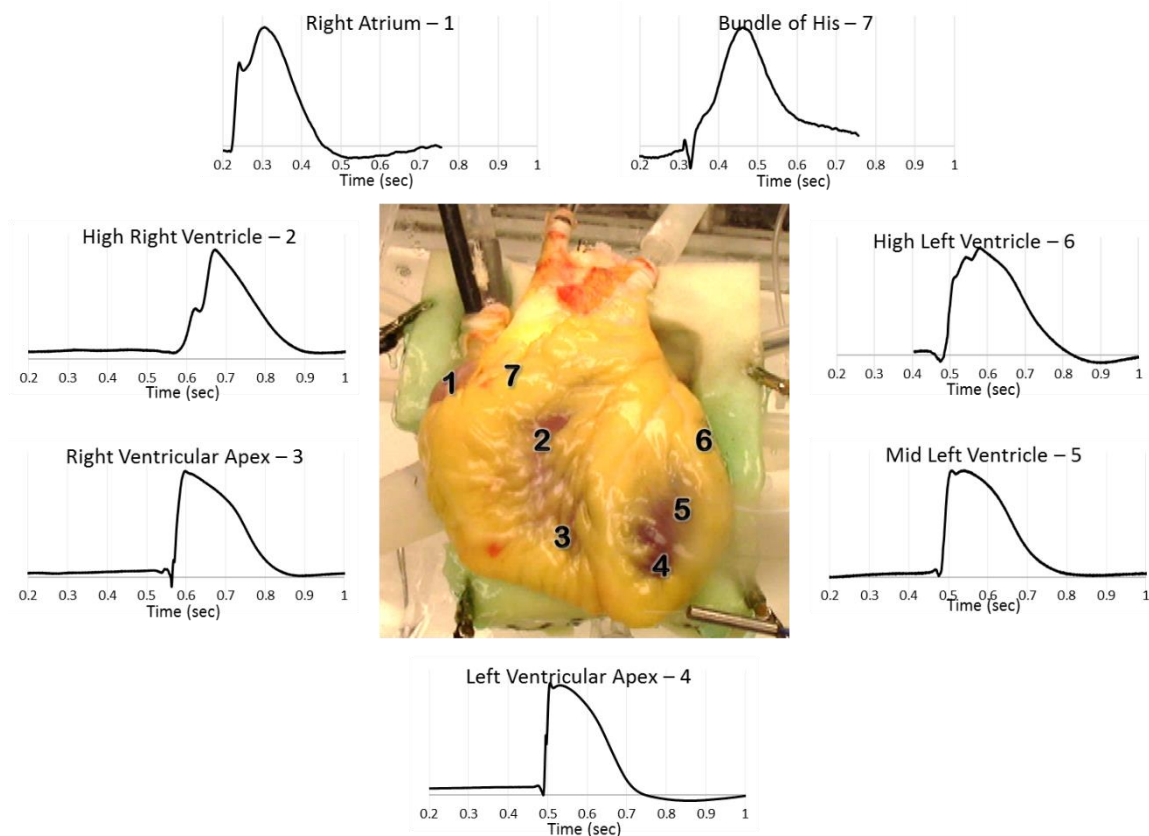 Right Atrium – 1
0.2 0.3 0.4 0.5 0.6 0.7 0.8 0.9 1
Time (sec)
Bundle of His – 7
0.2 0.3 0.4 0.5 0.6 0.7 0.8 0.9 1
Time (sec)
High Right Ventricle – 2
0.2 0.3 0.4 0.5 0.6 0.7 0.8 0.9 1
Time (sec)
High Left Ventricle – 6
0.2 0.3 0.4 0.5 0.6 0.7 0.8 0.9 1
Time (sec)
1
7
2
6
5
3
4
Right Ventricular Apex – 3
0.2 0.3 0.4 0.5 0.6 0.7 0.8 0.9 1
Time (sec)
Mid Left Ventricle – 5
0.2 0.3 0.4 0.5 0.6 0.7 0.8 0.9 1
Time (sec)
Left Ventricular Apex – 4
0.2 0.3 0.4 0.5 0.6 0.7 0.8 0.9 1
Time (sec)